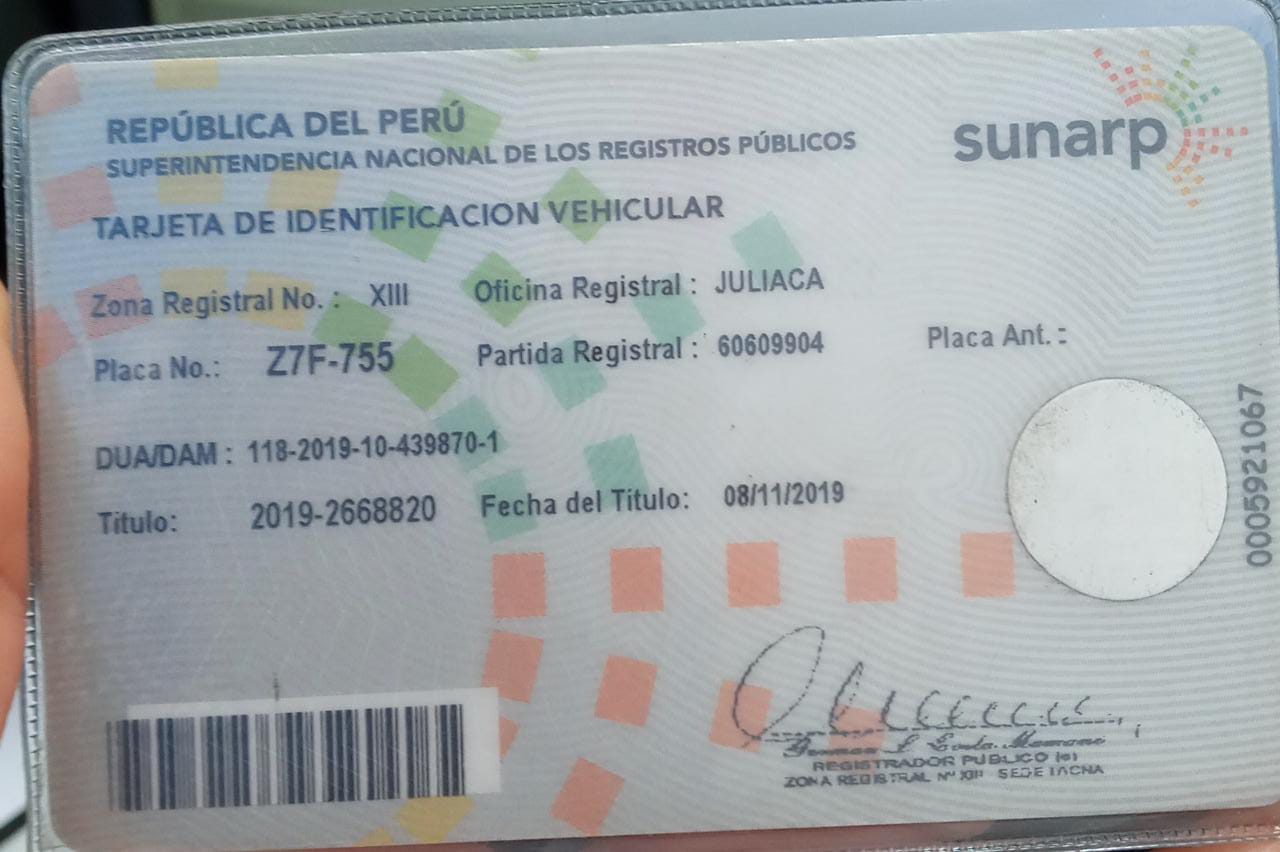 REPÚBLICA DEL PERÚ
SUPERINTENDENCIA NACIONAL DE LOS REGISTROS PÚBLICOS
sunarp
TARJETA DE IDENTIFICACION VEHICULAR
Zona Registral No. : XIII Oficina Registral : JULIACA
Placa No.: Z7F-755 Partida Registral : 60609904 Placa Ant. :
DUA/DAM : 118-2019-10-439870-1
Titulo: 2019-2668820 Fecha del Titulo: 08/11/2019
0005921067
Mamani
REGISTRADOR PUBLICO (e)
ZONA REGISTRAL Nº XIII SEDE TACNA